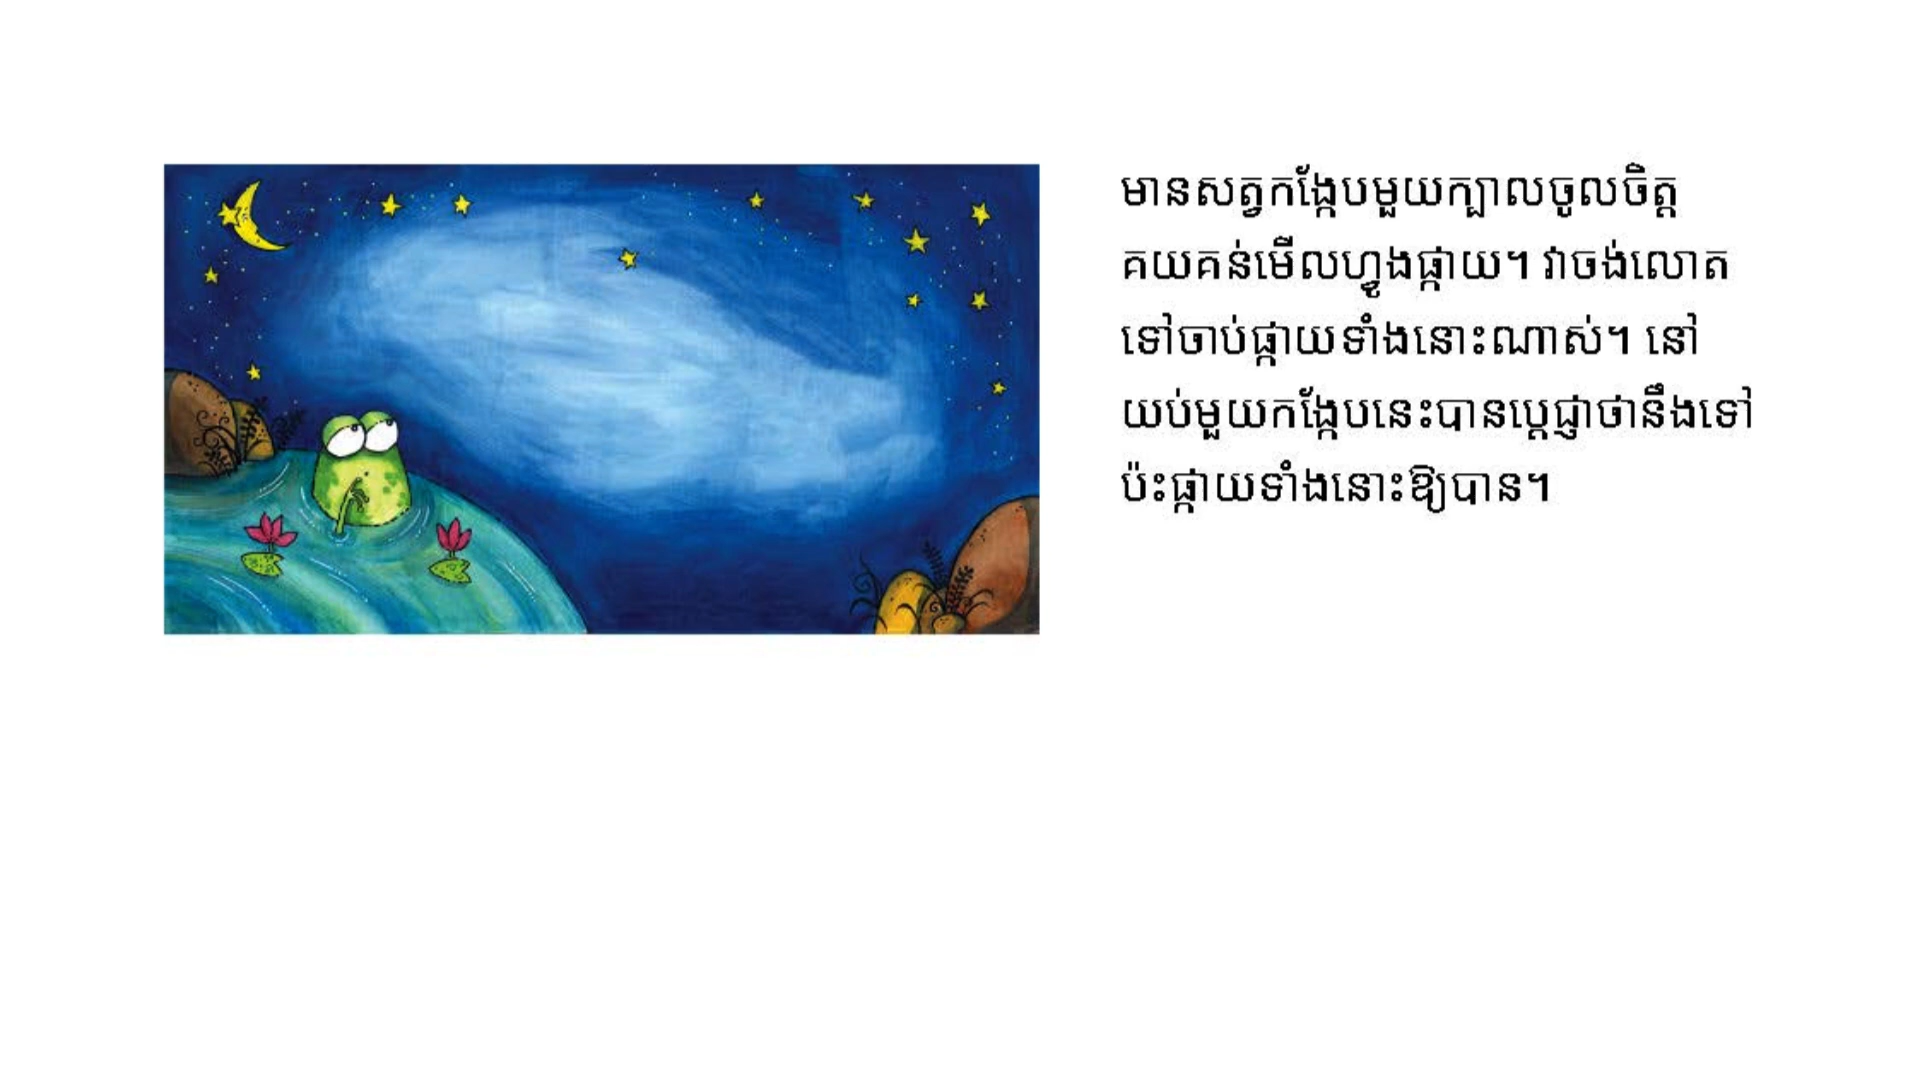 មានសត្វកង្កែបមួយក្បាលចូលចិត្ត
គយគន់មើលហ្វូងផ្កាយ។ វាចង់លោត
ទៅចាប់ផ្កាយទាំងនោះណាស់។ នៅ
យប់មួយកង្កែបនេះបានប្ដេជ្ញាថានឹងទៅ
ប៉ះផ្កាយទាំងនោះឱ្យបាន។